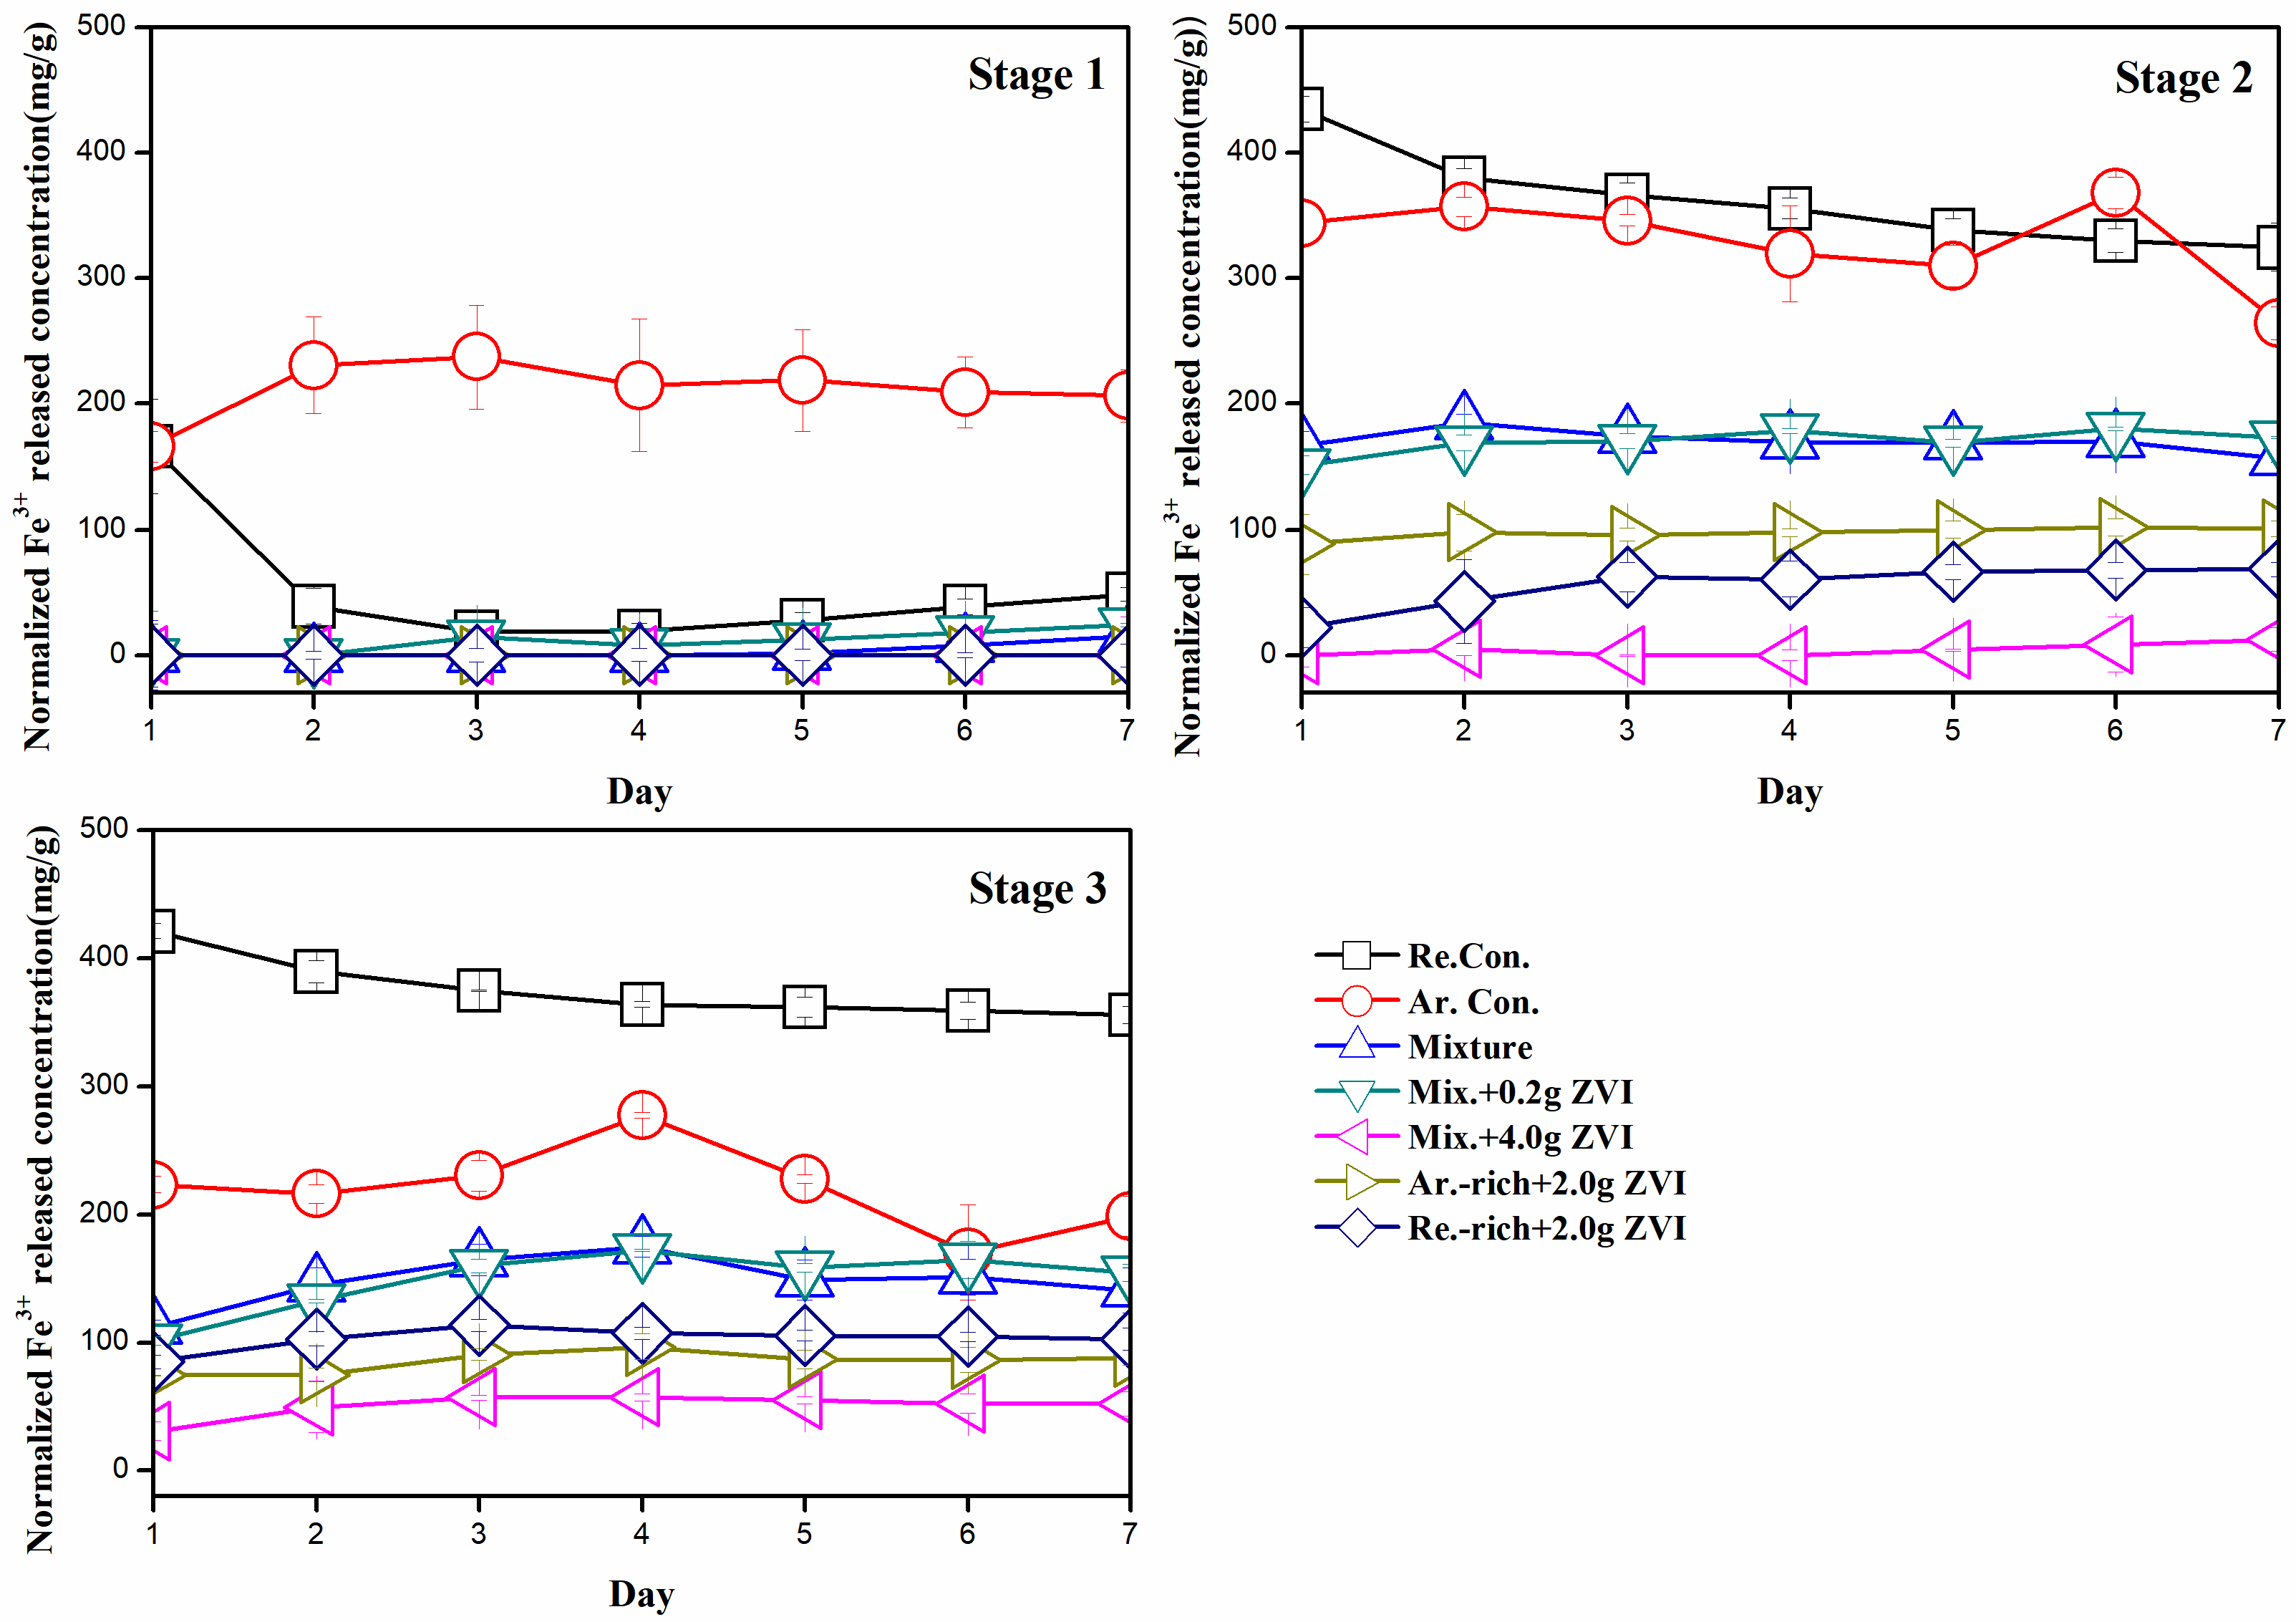 Normalized Fe³⁺ released concentration(mg/g)
500
400
300
200
100
0
Stage 1
1 2 3 4 5 6 7
Day
Normalized Fe³⁺ released concentration(mg/g))
500
400
300
200
100
0
Stage 2
1 2 3 4 5 6 7
Day
Normalized Fe³⁺ released concentration(mg/g)
500
400
300
200
100
0
Stage 3
1 2 3 4 5 6 7
Day
Re.Con.
Ar. Con.
Mixture
Mix.+0.2g ZVI
Mix.+4.0g ZVI
Ar.-rich+2.0g ZVI
Re.-rich+2.0g ZVI